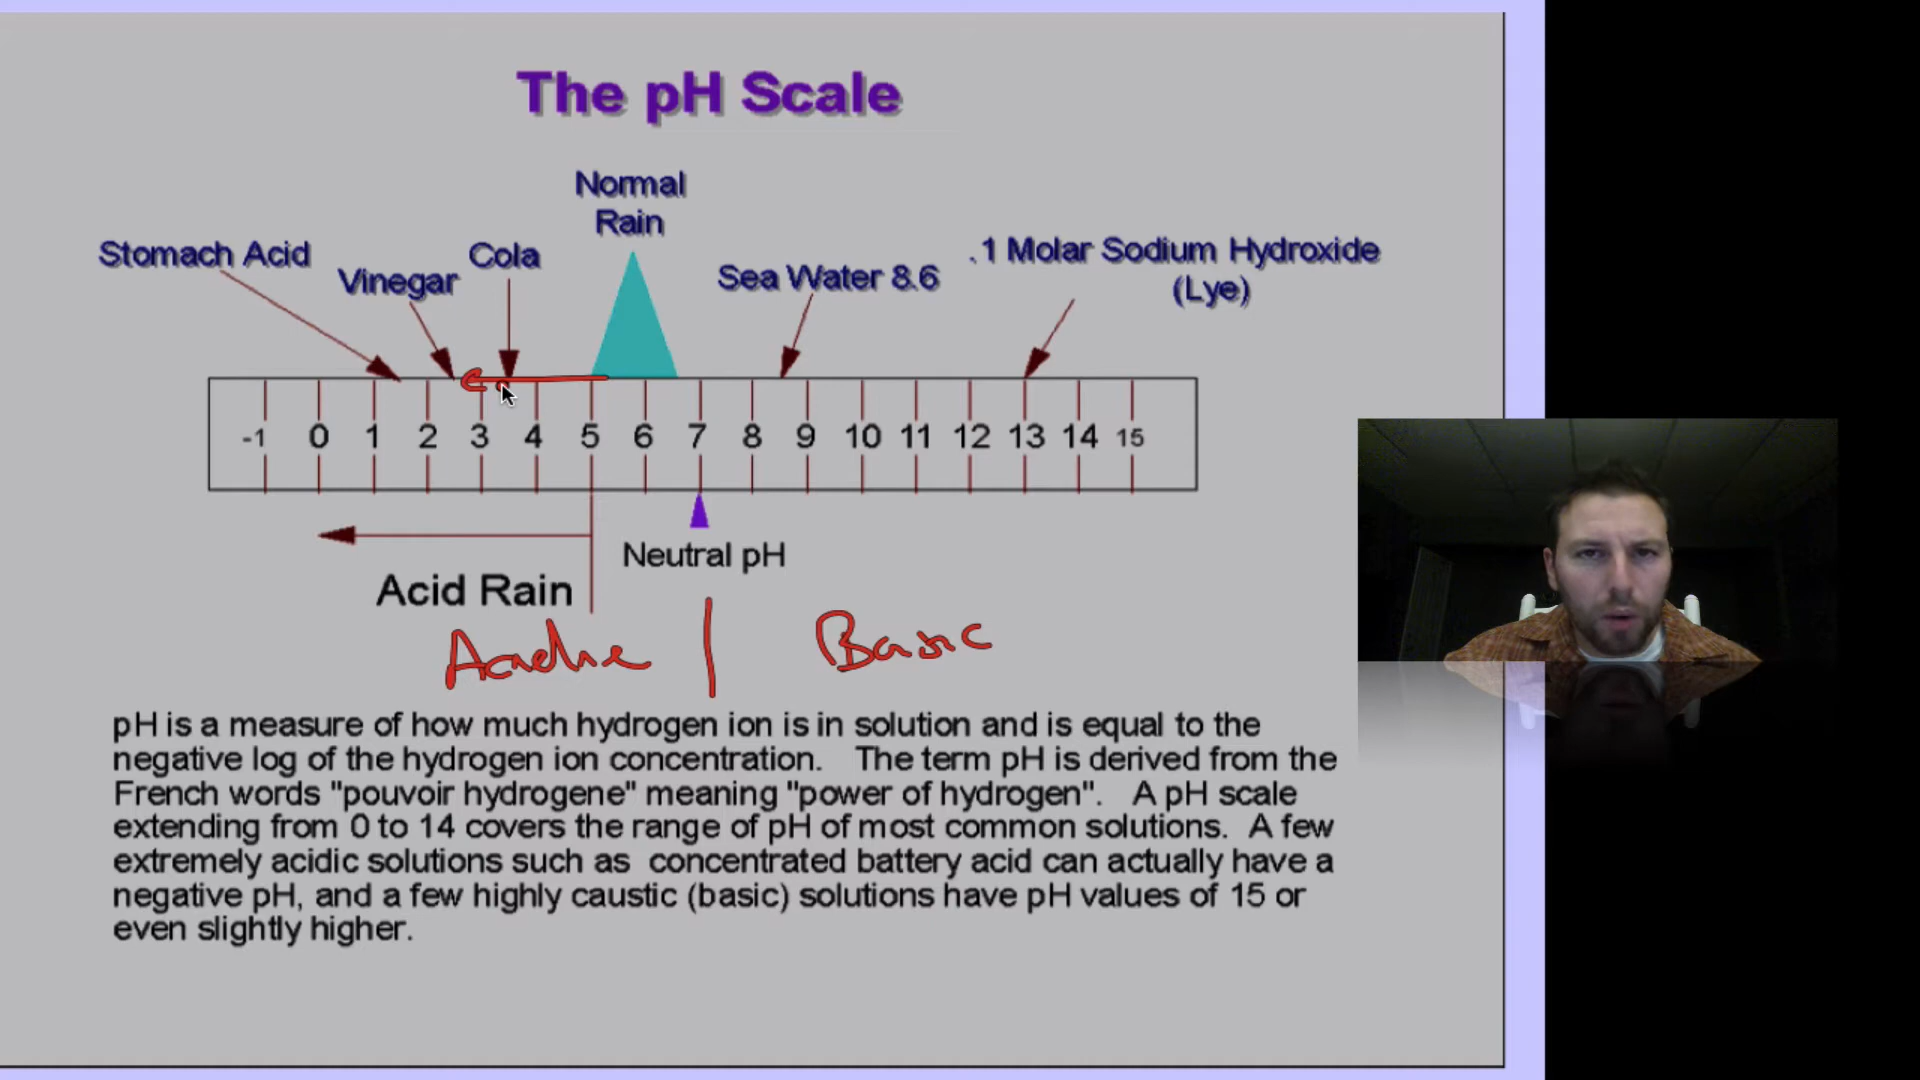 The pH Scale
Normal
Rain
Stomach Acid
Vinegar
Cola
Sea Water 8.6
.1 Molar Sodium Hydroxide
(Lye)
-1 0 1 2 3 4 5 6 7 8 9 10 11 12 13 14 15
Neutral pH
Acid Rain
Basic
pH is a measure of how much hydrogen ion is in solution and is equal to the
negative log of the hydrogen ion concentration. The term pH is derived from the
French words "pouvoir hydrogene" meaning "power of hydrogen". A pH scale
extending from 0 to 14 covers the range of pH of most common solutions. A few
extremely acidic solutions such as concentrated battery acid can actually have a
negative pH, and a few highly caustic (basic) solutions have pH values of 15 or
even slightly higher.